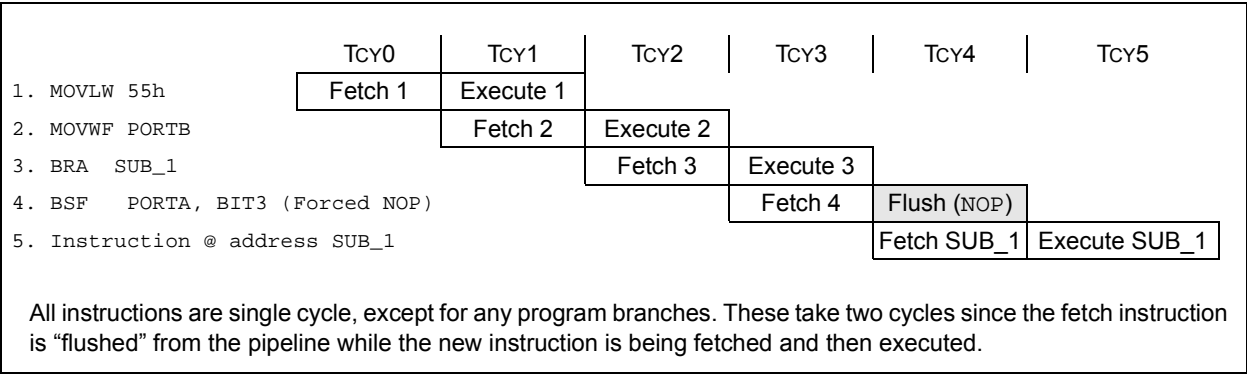 TCY0 TCY1 TCY2 TCY3 TCY4 TCY5
1. MOVLW 55h Fetch 1 Execute 1
2. MOVWF PORTB Fetch 2 Execute 2
3. BRA SUB_1 Fetch 3 Execute 3
4. BSF PORTA, BIT3 (Forced NOP) Fetch 4 Flush (NOP)
5. Instruction @ address SUB_1 Fetch SUB_1 Execute SUB_1
All instructions are single cycle, except for any program branches. These take two cycles since the fetch instruction
is “flushed” from the pipeline while the new instruction is being fetched and then executed.